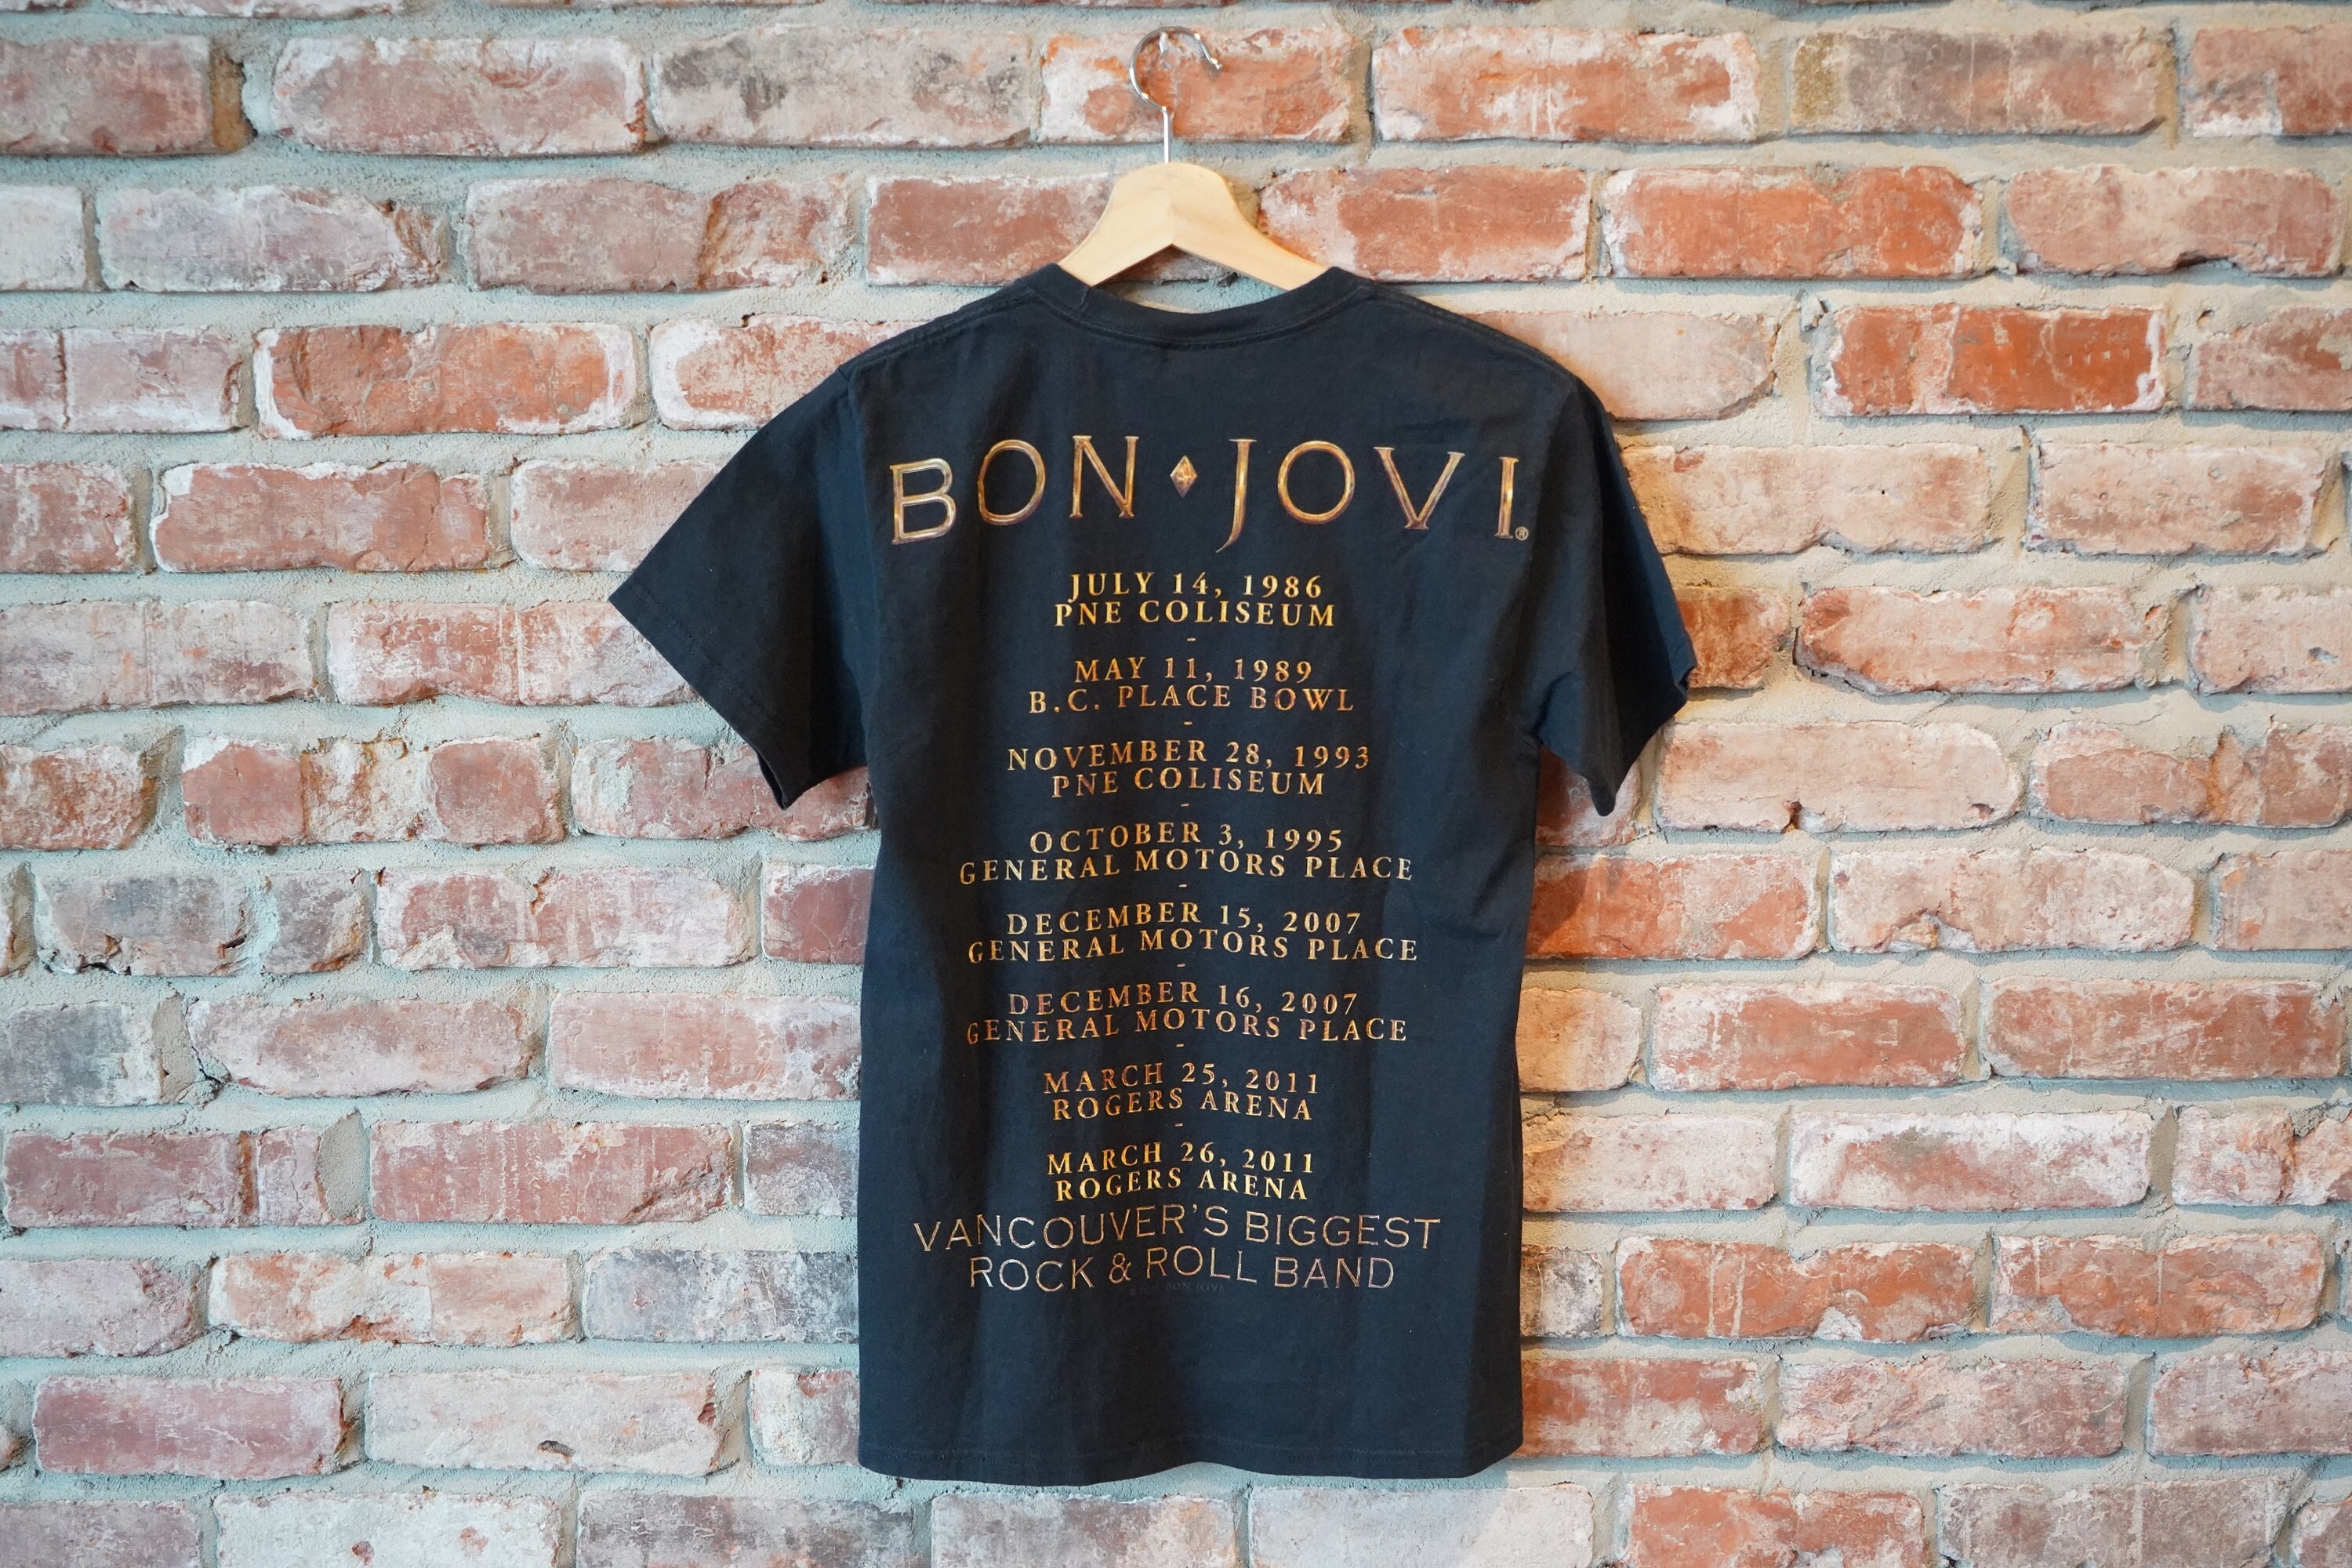 BON JOVI®
JULY 14, 1986
PNE COLISEUM
-
MAY 11, 1989
B.C. PLACE BOWL
-
NOVEMBER 28, 1993
PNE COLISEUM
-
OCTOBER 3, 1995
GENERAL MOTORS PLACE
-
DECEMBER 15, 2007
GENERAL MOTORS PLACE
-
DECEMBER 16, 2007
GENERAL MOTORS PLACE
-
MARCH 25, 2011
ROGERS ARENA
-
MARCH 26, 2011
ROGERS ARENA
VANCOUVER'S BIGGEST
ROCK & ROLL BAND
BON JOVI